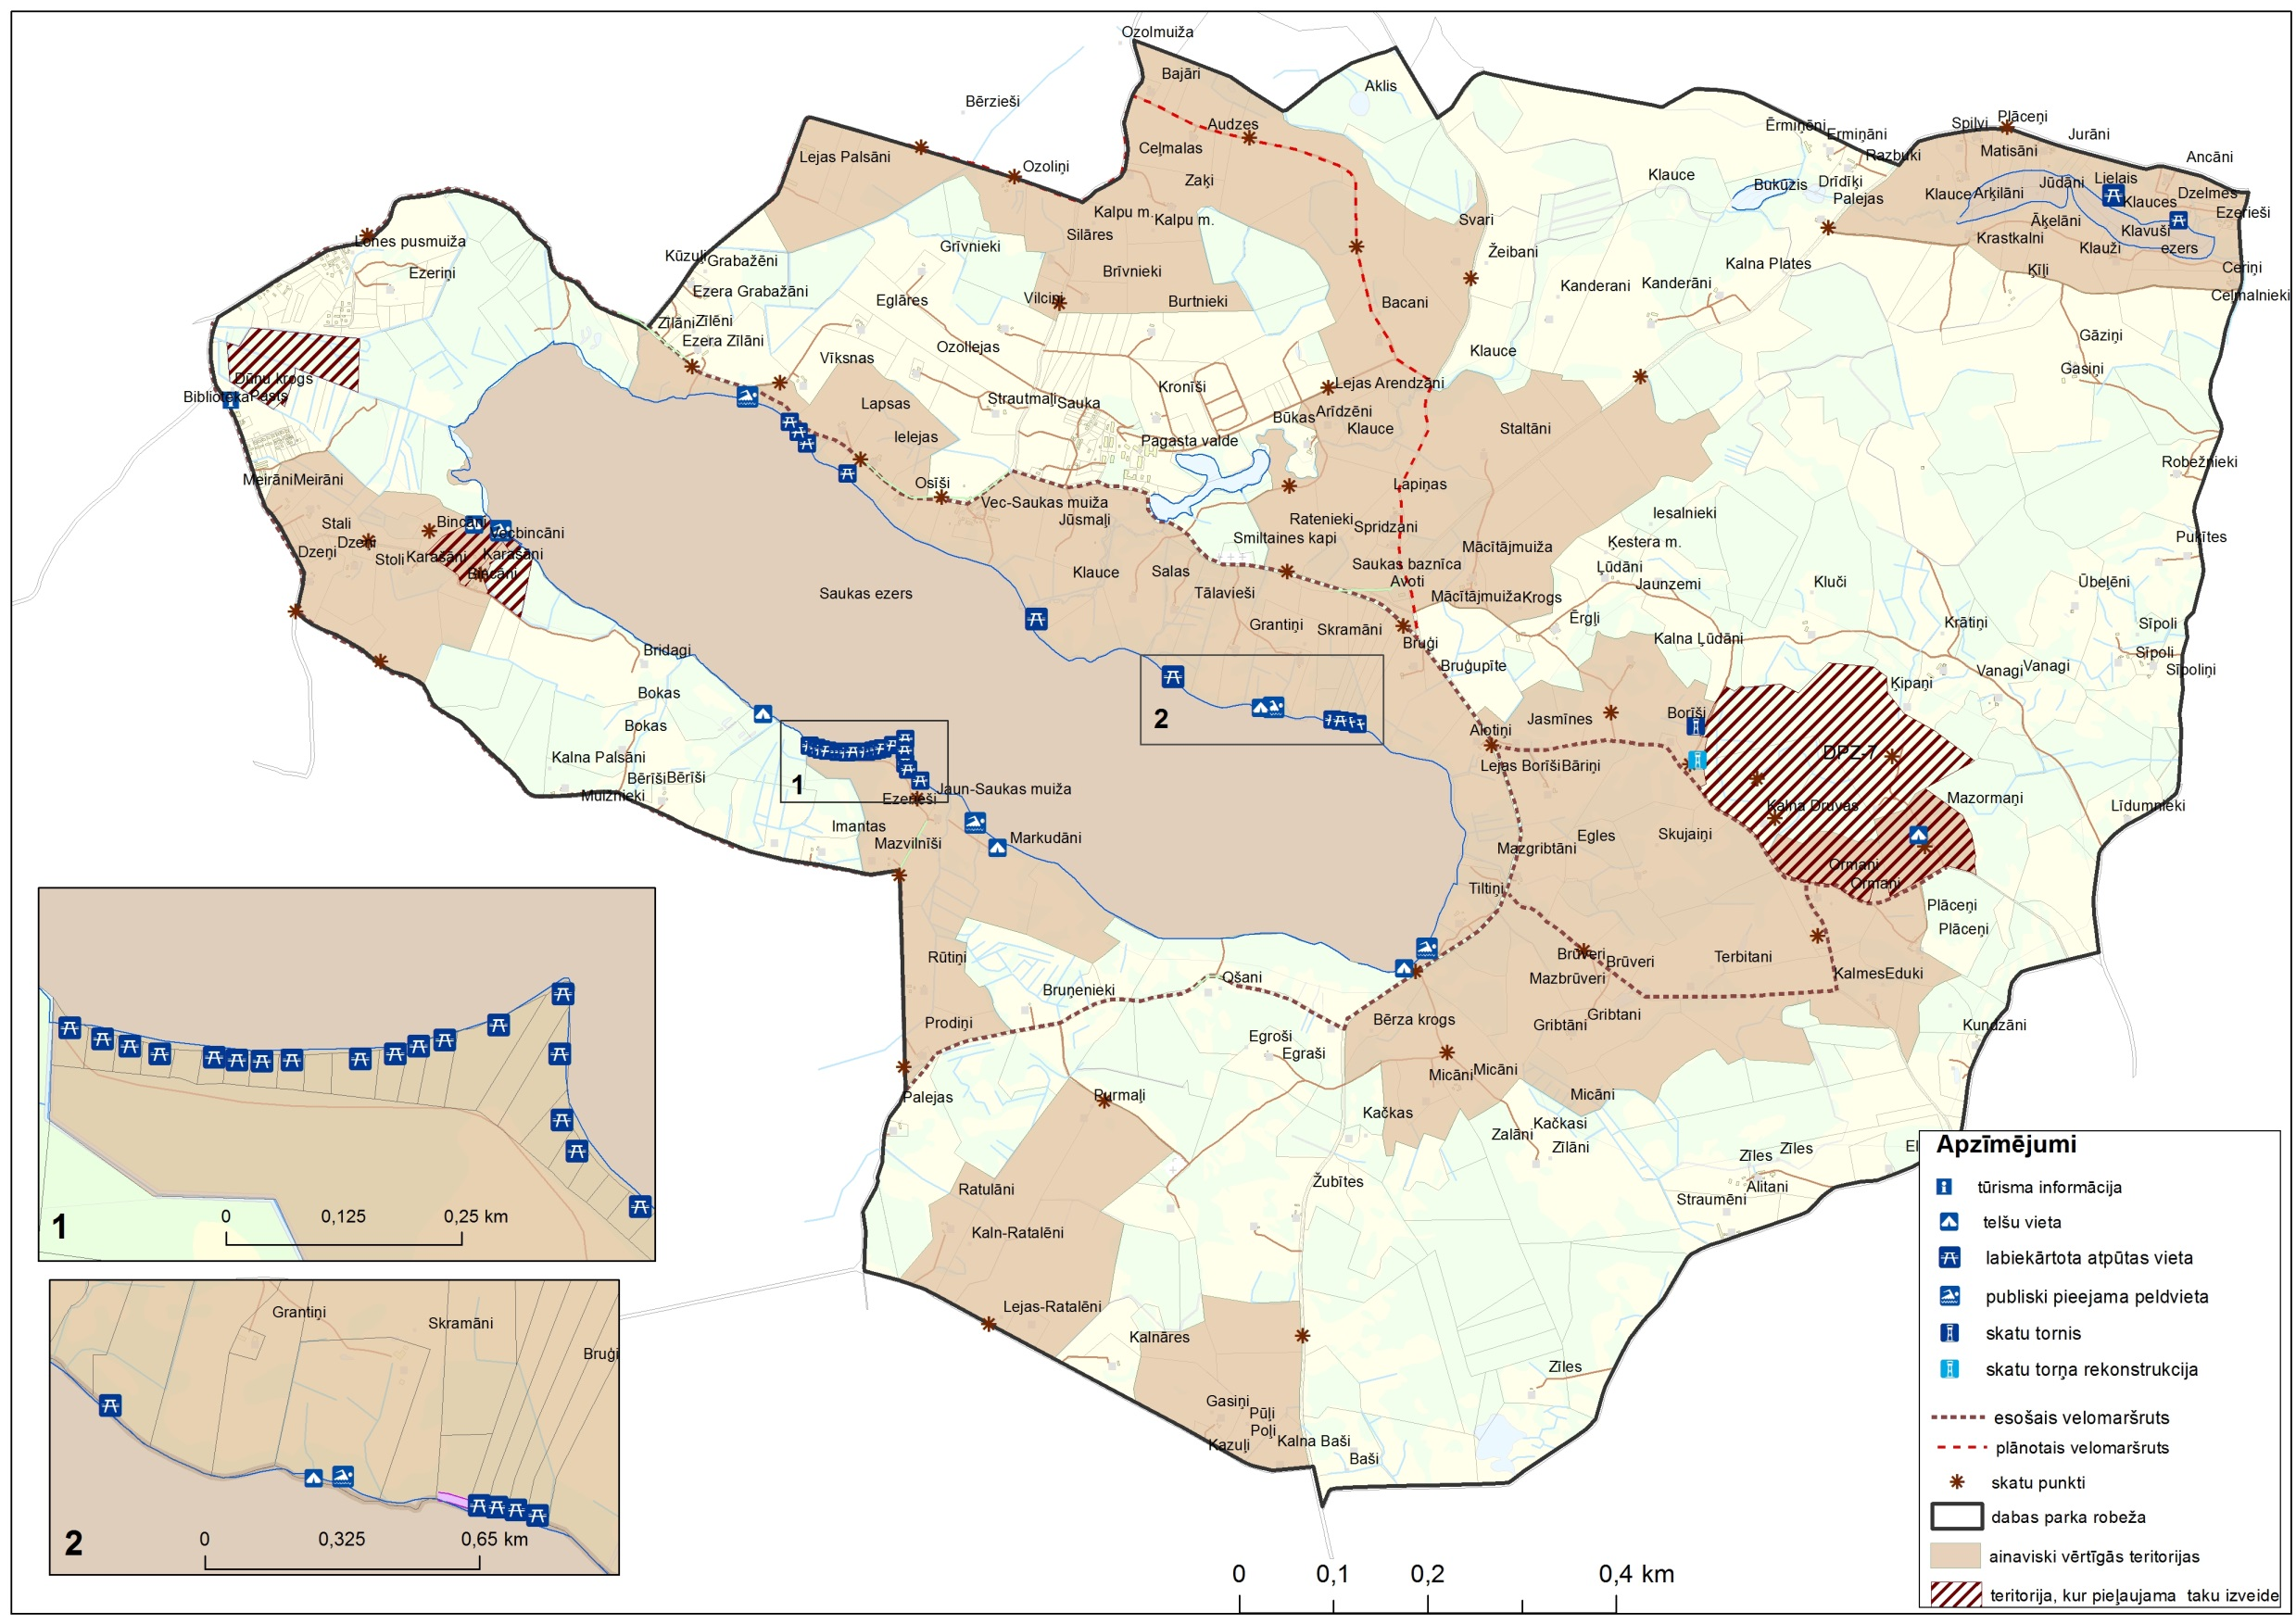 Ozolmuiža
Bajāri
Aklis
Bērzieši
Audzes
Ceļmalas
Lejas Palsāni
Ozoliņi
Zaķi
Kalpu m.
Kalpu m.
Silāres
Svari
Žeibani
Klauce
Ērmiņēni
Ermiņāni
Razbuki
Spilvi
Plāceņi
Jurāni
Matisāni
Ancāni
Bukūzis
Drīdīķi
Palejas
Klauce
Arķilāni
Jūdāni
Lielais
Klauces
Dzelmes
Ezerieši
Āķelāni
Klavuši
Krastkalni
Klauži
ezers
Ķīļi
Ceriņi
Ceļmalnieki
Lones pusmuiža
Ezeriņi
Kūzuļi
Grabažēni
Grīvnieki
Brīvnieki
Ezera Grabažāni
Eglāres
Vilciņi
Burtnieki
Bacani
Kanderani
Kanderāni
Kalna Plates
Zīlāni
Zīlēni
Ezera Zīlāni
Vīksnas
Ozollejas
Klauce
Gāziņi
Gasiņi
Dūņu krogs
Bibliotēka
Pasts
Lapsas
Strautmaļi
Sauka
Kronīši
Lejas Arendzāni
Būkas
Arīdzēni
Klauce
Ielejas
Pagasta valde
Staltāni
Robežnieki
Meirāni
Meirāni
Osīši
Vec-Saukas muiža
Jūsmaļi
Lapiņas
Iesalnieki
Stali
Dzeņi
Dzeņi
Stoli
Bincāni
Vecbincāni
Karašāni
Karašāni
Bincāni
Ratenieki
Spridzāni
Smiltaines kapi
Mācītājmuiža
Ķestera m.
Pukītes
Saukas ezers
Klauce
Salas
Tālavieši
Saukas baznīca
Avoti
Mācītājmuiža
Krogs
Ļūdāni
Jaunzemi
Kluči
Ūbeļēni
Grantiņi
Skramāni
Bruģi
Bruģupīte
Ērgļi
Kalna Ļūdāni
Krātiņi
Sīpoli
Sīpoli
Sīpoliņi
Vanagi
Vanagi
Ķipaņi
Bridagi
Bokas
Bokas
Kalna Palsāni
Bērīši
Bērīši
Muižnieki
2
1
Alotiņi
Jasmīnes
Borīši
Lejas Borīši
Bāriņi
DPZ-7
Kalna Druvas
Mazormaņi
Līdumnieki
Ezerieši
Jaun-Saukas muiža
Imantas
Mazvilnīši
Markudāni
Mazgribtāni
Egles
Skujaiņi
Tiltiņi
Ormaņi
Ormaņi
Plāceņi
Plāceņi
Rūtiņi
Qšani
Bruņenieki
Brūveri
Brūveri
Mazbrūveri
Terbitani
Kalmes
Eduki
Prodiņi
Bērza krogs
Gribtāni
Gribtani
Kundzāni
Egroši
Egraši
Micāni
Micāni
Micāni
Palejas
Purmaļi
Kačkas
Kačkasi
Zalāni
Zīlāni
Zīles
Zīles
Alitani
Straumēni
El
Ratulāni
Žubītes
Kaln-Ratalēni
Lejas-Ratalēni
Kalnāres
Zīles
Gasiņi
Pūļi
Poļi
Kazuļi
Kalna Baši
Baši
1
0 0,125 0,25 km
Grantiņi
Skramāni
Bruģi
2
0 0,325 0,65 km
0 0,1 0,2 0,4 km
Apzīmējumi
tūrisma informācija
telšu vieta
labiekārtota atpūtas vieta
publiski pieejama peldvieta
skatu tornis
skatu torņa rekonstrukcija
esošais velomaršruts
plānotais velomaršruts
skatu punkti
dabas parka robeža
ainaviski vērtīgās teritorijas
teritorija, kur pieļaujama taku izveide